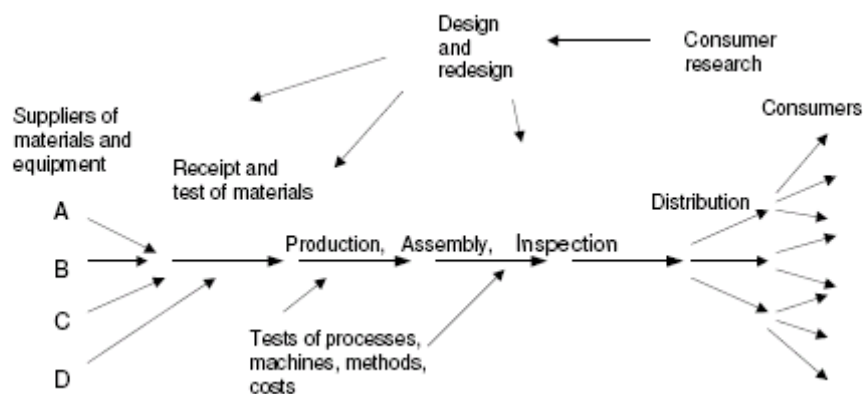 Design
and
redesign
Consumer
research
Consumers
Suppliers of
materials and
equipment
Receipt and
test of materials
A
Distribution
Production, Assembly, Inspection
B
C
Tests of processes,
machines, methods,
costs
D